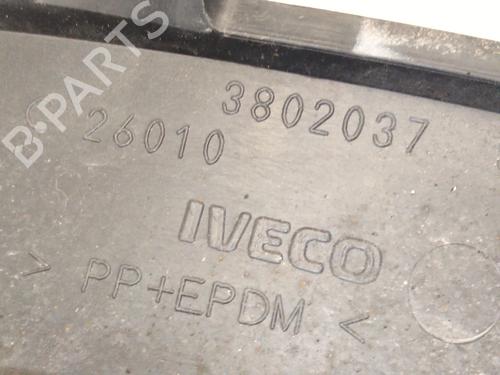 B-PARTS
3802037
26010
IVECO
> PP+EPDM <